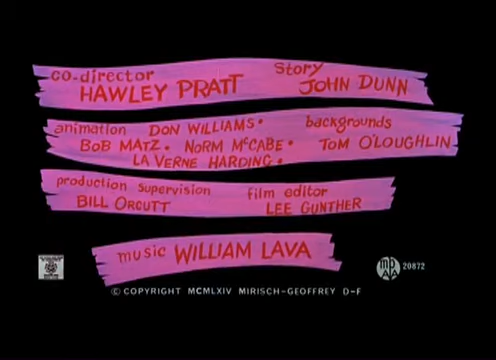 co-director Story
HAWLEY PRATT JOHN DUNN
animation DON WILLIAMS• backgrounds
BOB MATZ• NORM McCABE• TOM O'LOUGHLIN
LA VERNE HARDING•
production supervision film editor
BILL ORCUTT LEE GUNTHER
music WILLIAM LAVA
mpAA 20872
© COPYRIGHT MCMLXIV MIRISCH-GEOFFREY D-F